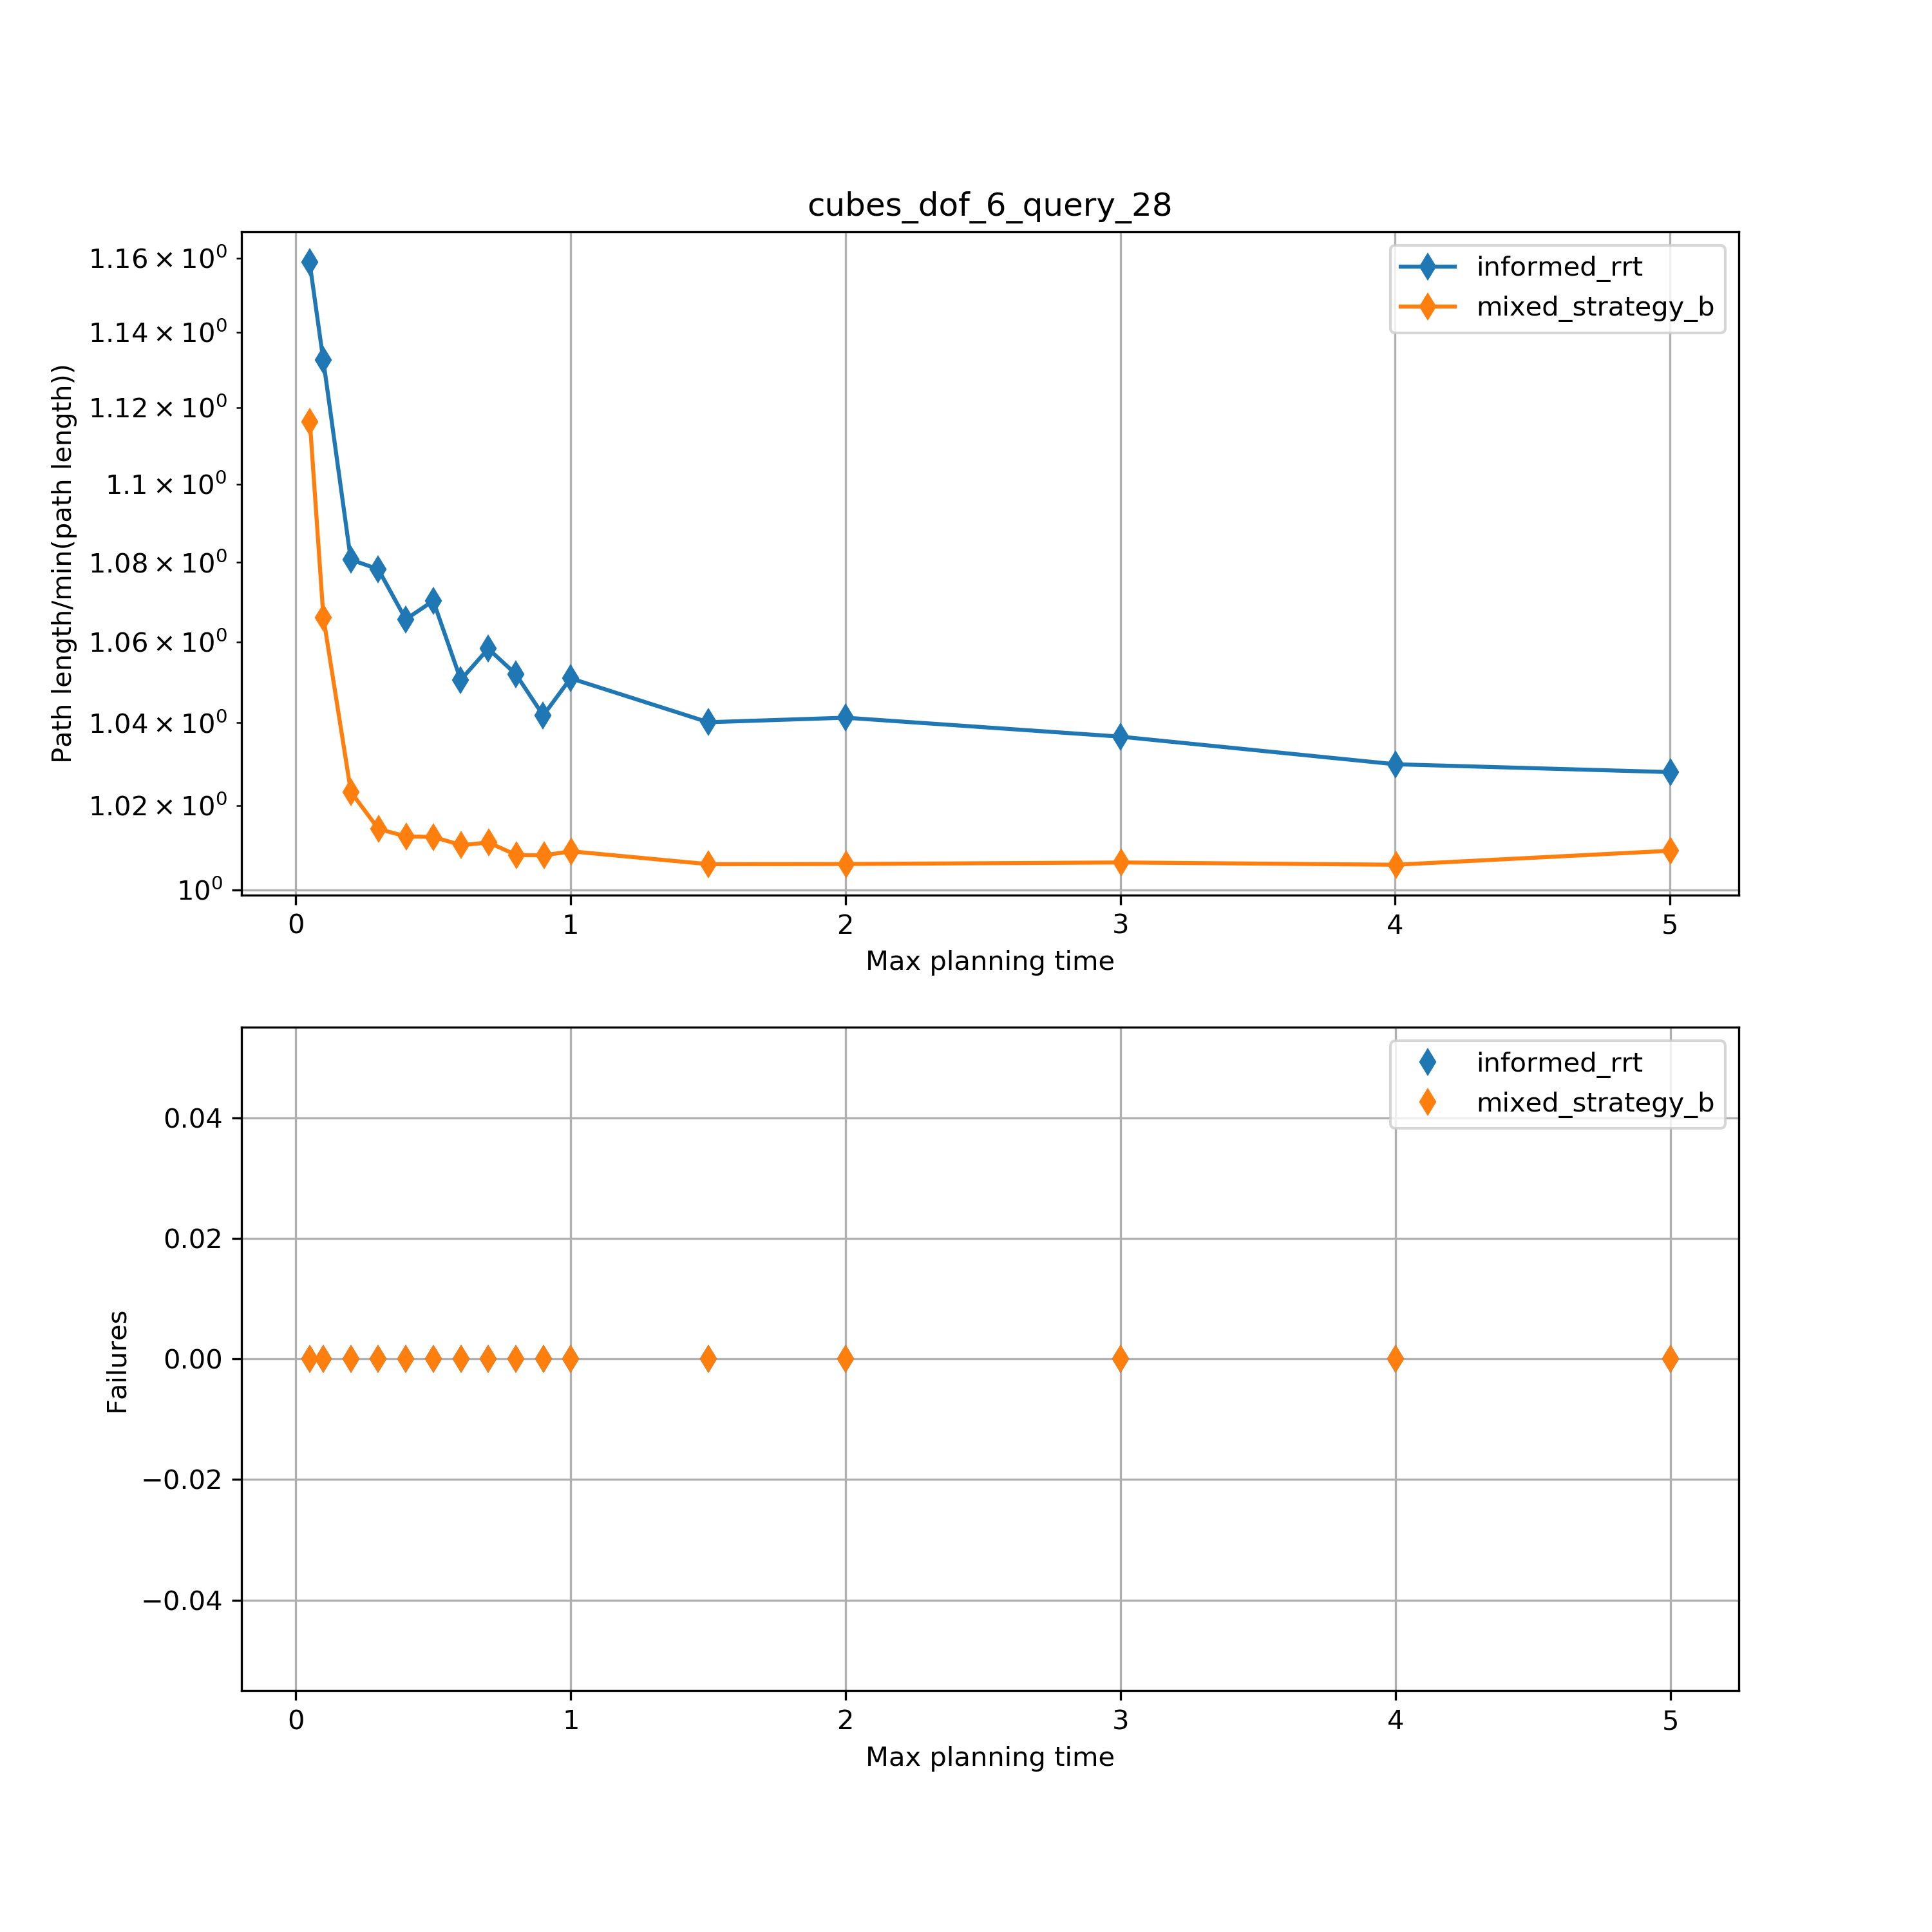 cubes_dof_6_query_28
1.16 × 10⁰
1.14 × 10⁰
1.12 × 10⁰
1.1 × 10⁰
1.08 × 10⁰
1.06 × 10⁰
1.04 × 10⁰
1.02 × 10⁰
10⁰
Path length/min(path length))
informed_rrt
mixed_strategy_b
0 1 2 3 4 5
Max planning time
informed_rrt
mixed_strategy_b
0.04
0.02
0.00
−0.02
−0.04
Failures
0 1 2 3 4 5
Max planning time